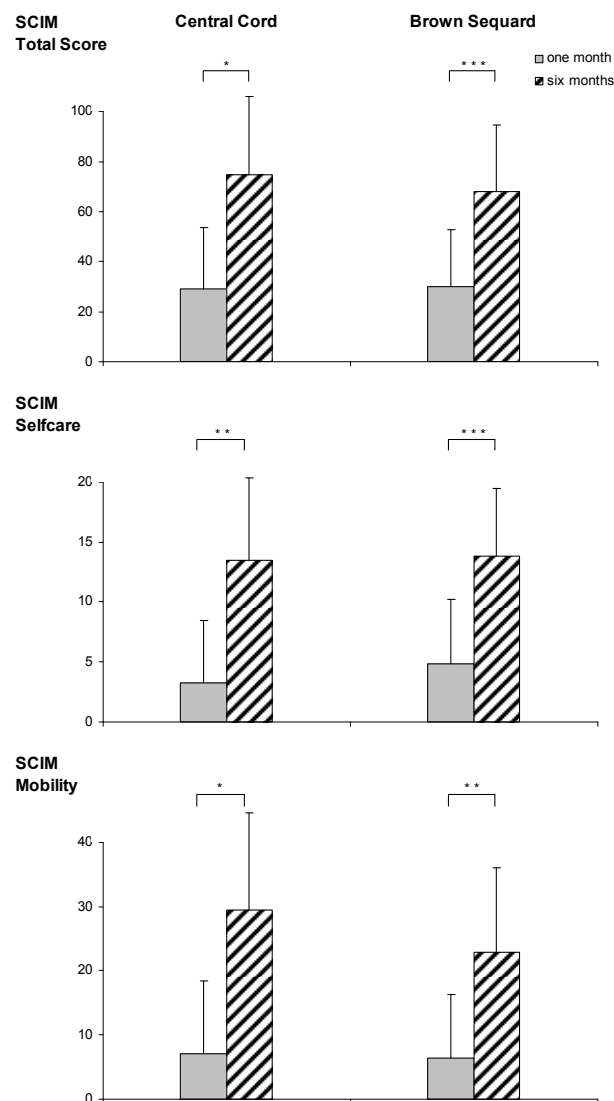 SCIM
Total Score
Central Cord
Brown Sequard
one month
six months
*
* * *
100
80
60
40
20
0
SCIM
Selfcare
* *
* * *
20
15
10
5
0
SCIM
Mobility
*
* *
40
30
20
10
0